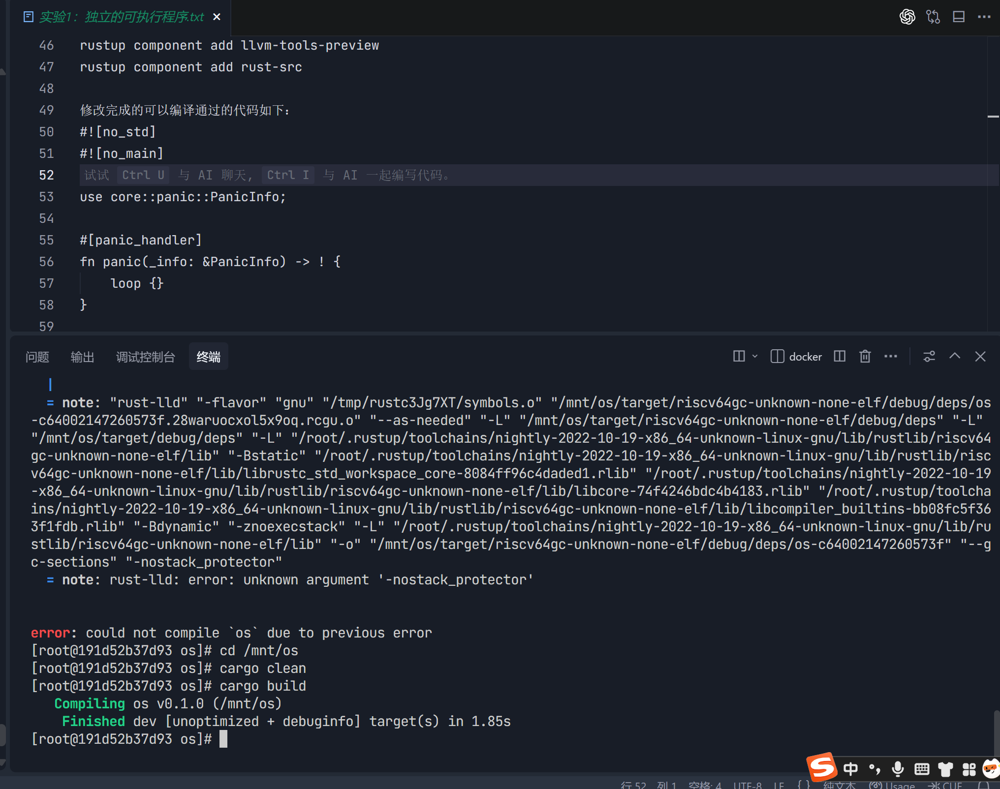 实验1：独立的可执行程序.txt
46 rustup component add llvm-tools-preview
47 rustup component add rust-src
48
49 修改完成的可以编译通过的代码如下：
50 #![no_std]
51 #![no_main]
52 试试 Ctrl U 与 AI 聊天, Ctrl I 与 AI 一起编写代码。
53 use core::panic::PanicInfo;
54
55 #[panic_handler]
56 fn panic(_info: &PanicInfo) -> ! {
57     loop {}
58 }
59
问题 输出 调试控制台 终端 docker
|
= note: "rust-lld" "-flavor" "gnu" "/tmp/rustc3Jg7XT/symbols.o" "/mnt/os/target/riscv64gc-unknown-none-elf/debug/deps/os
-c64002147260573f.28waruocxol5x9oq.rcgu.o" "--as-needed" "-L" "/mnt/os/target/riscv64gc-unknown-none-elf/debug/deps" "-L"
"/mnt/os/target/debug/deps" "-L" "/root/.rustup/toolchains/nightly-2022-10-19-x86_64-unknown-linux-gnu/lib/rustlib/riscv64
gc-unknown-none-elf/lib" "-Bstatic" "/root/.rustup/toolchains/nightly-2022-10-19-x86_64-unknown-linux-gnu/lib/rustlib/risc
v64gc-unknown-none-elf/lib/librustc_std_workspace_core-8084ff96c4daded1.rlib" "/root/.rustup/toolchains/nightly-2022-10-19
-x86_64-unknown-linux-gnu/lib/rustlib/riscv64gc-unknown-none-elf/lib/libcore-74f4246bdc4b4183.rlib" "/root/.rustup/toolcha
ins/nightly-2022-10-19-x86_64-unknown-linux-gnu/lib/rustlib/riscv64gc-unknown-none-elf/lib/libcompiler_builtins-bb08fc5f36
3f1fdb.rlib" "-Bdynamic" "-znoexecstack" "-L" "/root/.rustup/toolchains/nightly-2022-10-19-x86_64-unknown-linux-gnu/lib/ru
stlib/riscv64gc-unknown-none-elf/lib" "-o" "/mnt/os/target/riscv64gc-unknown-none-elf/debug/deps/os-c64002147260573f" "--g
c-sections" "-nostack_protector"
= note: rust-lld: error: unknown argument '-nostack_protector'
error: could not compile `os` due to previous error
[root@191d52b37d93 os]# cd /mnt/os
[root@191d52b37d93 os]# cargo clean
[root@191d52b37d93 os]# cargo build
Compiling os v0.1.0 (/mnt/os)
Finished dev [unoptimized + debuginfo] target(s) in 1.85s
[root@191d52b37d93 os]#
中
行 52 列 1 空格: 4 UTF-8 LF {} 纯文本 Usage CUE